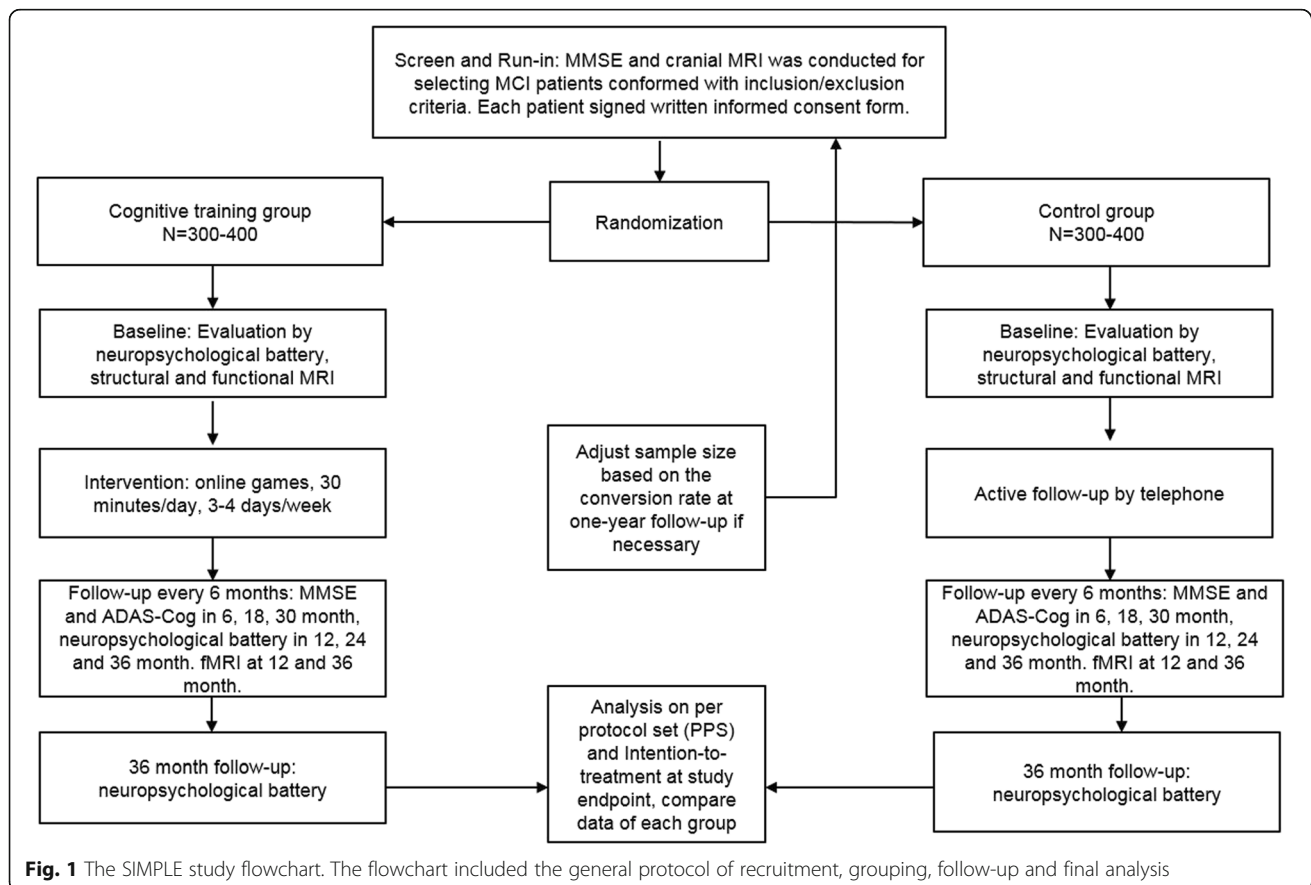 Screen and Run-in: MMSE and cranial MRI was conducted for
selecting MCI patients conformed with inclusion/exclusion
criteria. Each patient signed written informed consent form.
Cognitive training group
N=300-400
Randomization
Control group
N=300-400
Baseline: Evaluation by
neuropsychological battery,
structural and functional MRI
Baseline: Evaluation by
neuropsychological battery,
structural and functional MRI
Intervention: online games, 30
minutes/day, 3-4 days/week
Adjust sample size
based on the
conversion rate at
one-year follow-up if
necessary
Active follow-up by telephone
Follow-up every 6 months: MMSE
and ADAS-Cog in 6, 18, 30 month,
neuropsychological battery in 12, 24
and 36 month. fMRI at 12 and 36
month.
Follow-up every 6 months: MMSE and
ADAS-Cog in 6, 18, 30 month,
neuropsychological battery in 12, 24
and 36 month. fMRI at 12 and 36
month.
36 month follow-up:
neuropsychological battery
Analysis on per
protocol set (PPS)
and Intention-to-
treatment at study
endpoint, compare
data of each group
36 month follow-up:
neuropsychological battery
Fig. 1 The SIMPLE study flowchart. The flowchart included the general protocol of recruitment, grouping, follow-up and final analysis